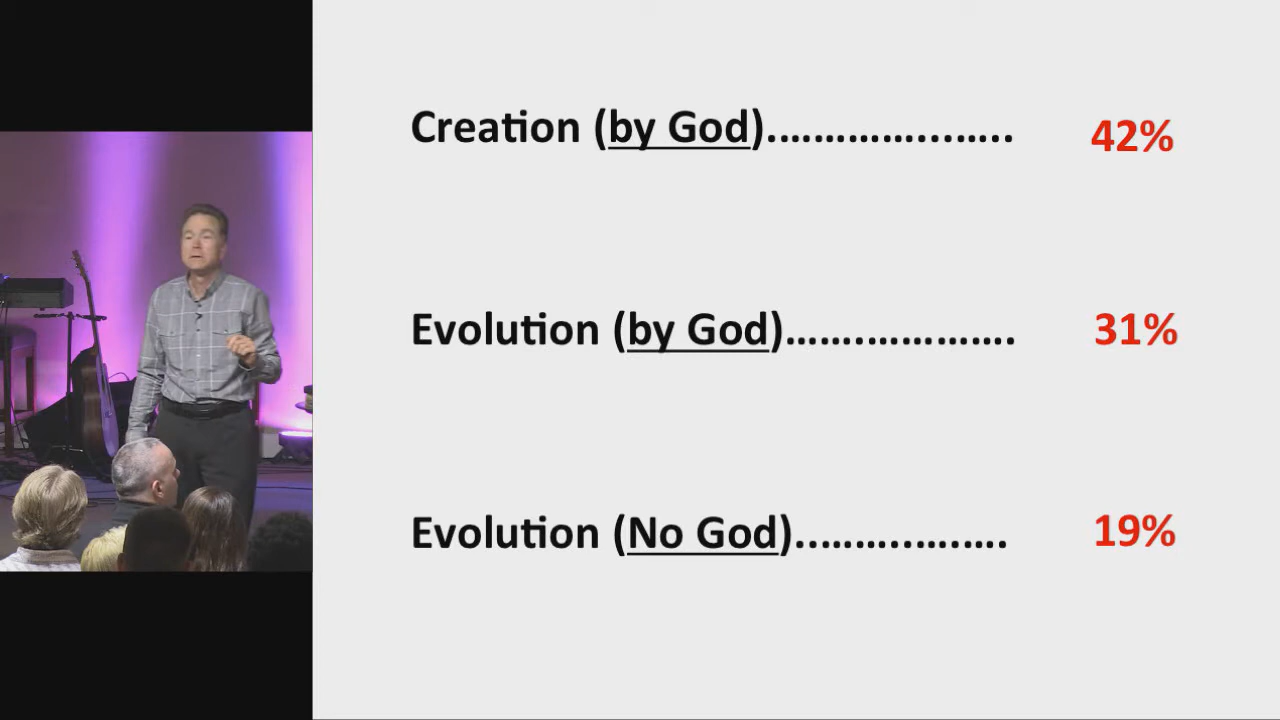 Creation (by God)..................... 42%
Evolution (by God).................... 31%
Evolution (No God).................. 19%